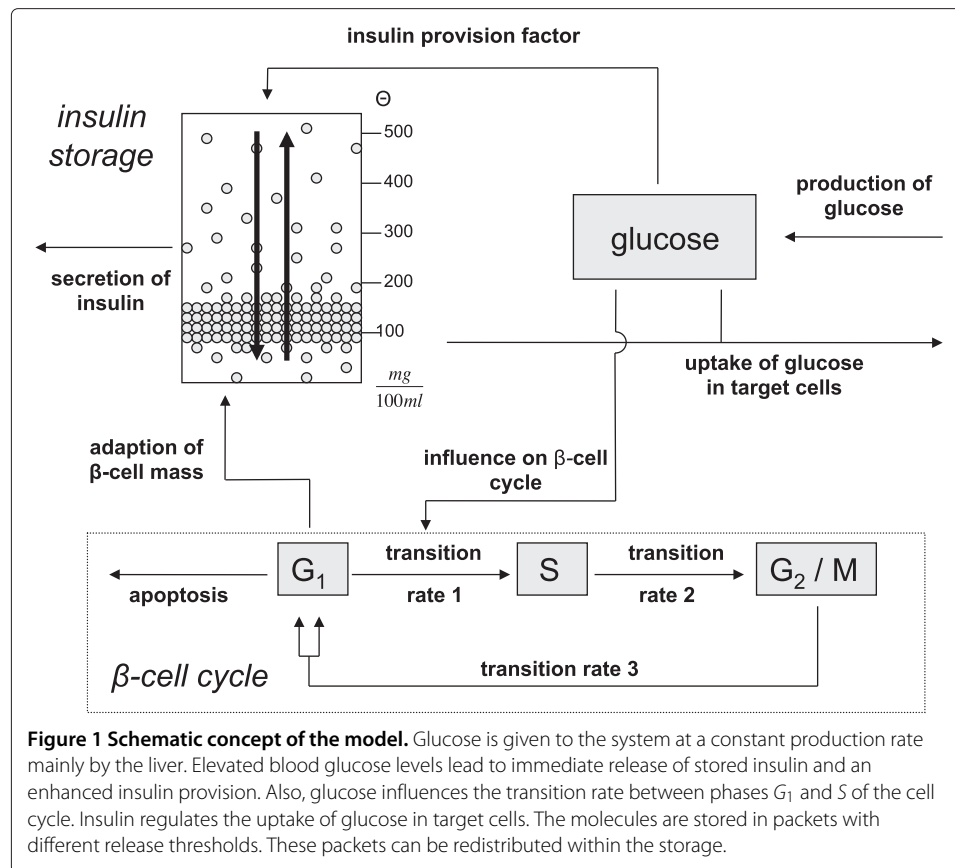 insulin provision factor
insulin
storage
Θ
500
400
300
200
100
mg
100ml
secretion of
insulin
glucose
production of
glucose
uptake of glucose
in target cells
adaption of
β-cell mass
influence on β-cell
cycle
G₁
transition
rate 1
S
transition
rate 2
G₂ / M
apoptosis
transition rate 3
β-cell cycle
Figure 1 Schematic concept of the model. Glucose is given to the system at a constant production rate
mainly by the liver. Elevated blood glucose levels lead to immediate release of stored insulin and an
enhanced insulin provision. Also, glucose influences the transition rate between phases G₁ and S of the cell
cycle. Insulin regulates the uptake of glucose in target cells. The molecules are stored in packets with
different release thresholds. These packets can be redistributed within the storage.